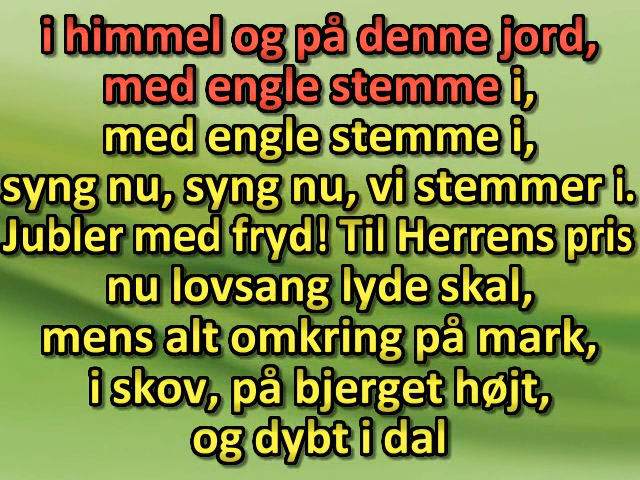 i himmel og på denne jord,
med engle stemme i,
med engle stemme i,
syng nu, syng nu, vi stemmer i.
Jubler med fryd! Til Herrens pris
nu lovsang lyde skal,
mens alt omkring på mark,
i skov, på bjerget højt,
og dybt i dal